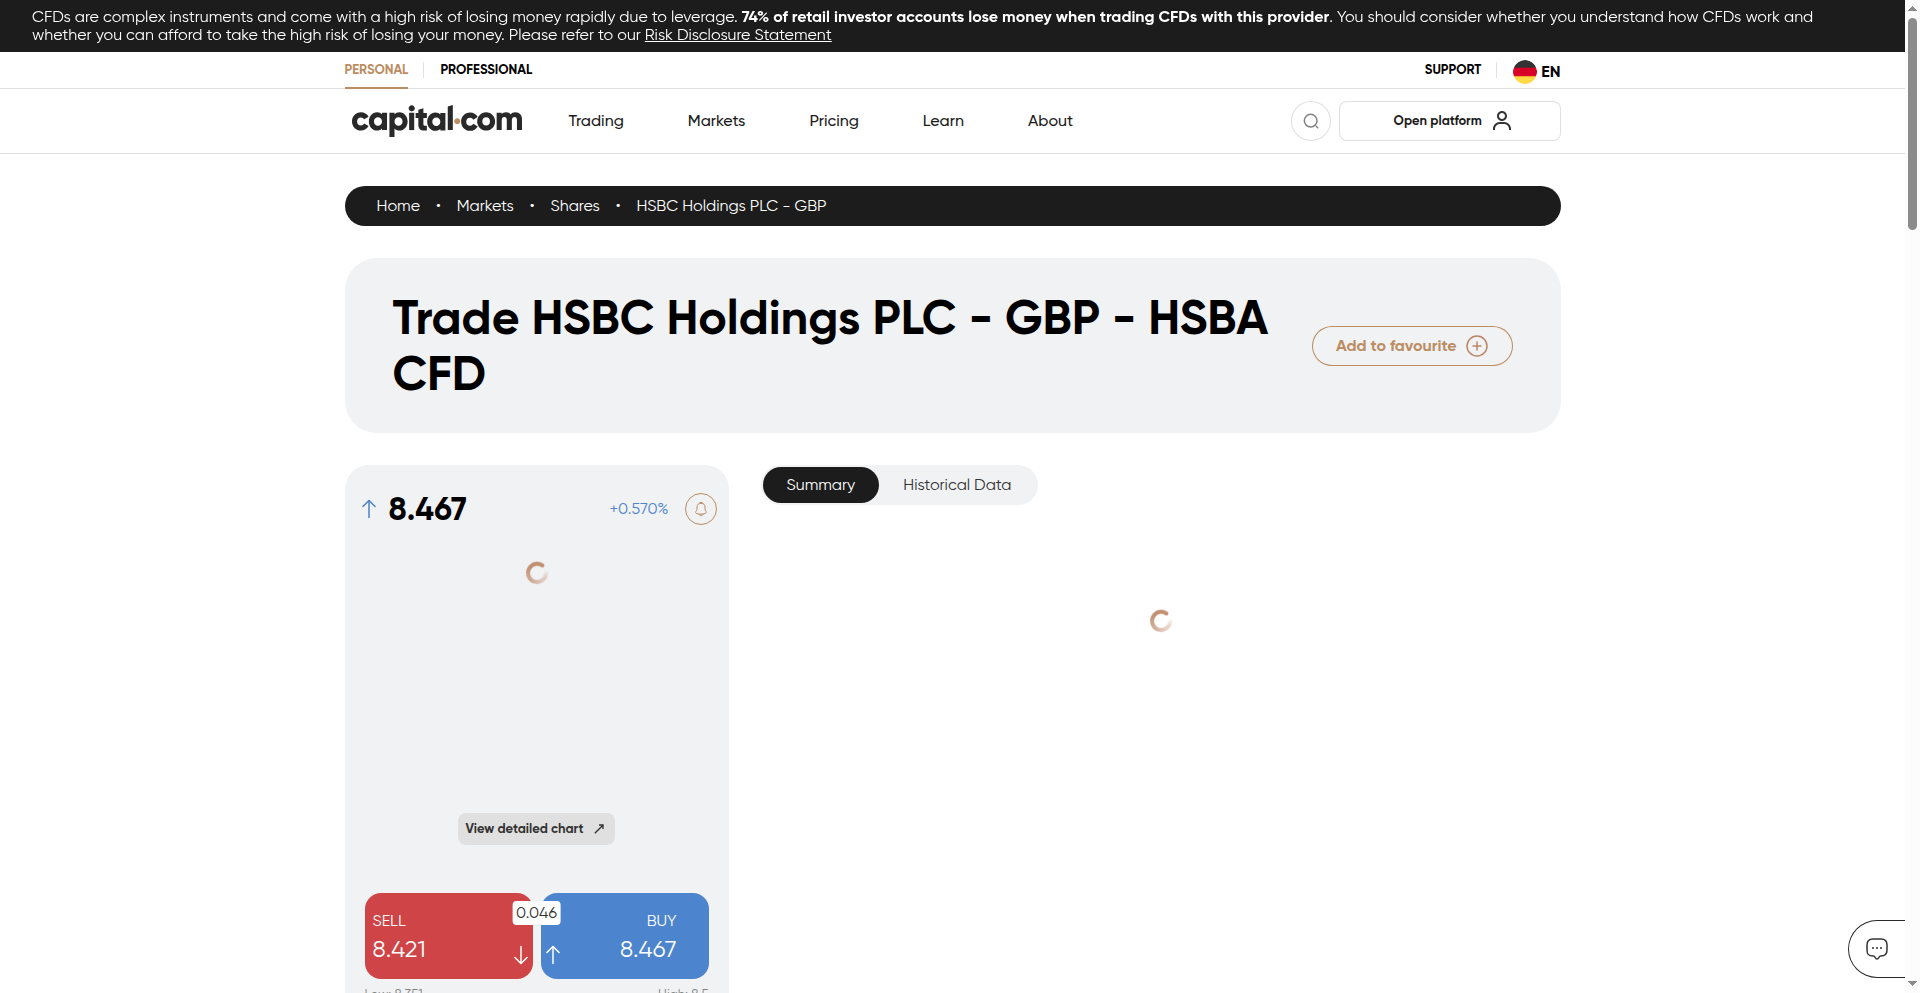 CFDs are complex instruments and come with a high risk of losing money rapidly due to leverage. 74% of retail investor accounts lose money when trading CFDs with this provider. You should consider whether you understand how CFDs work and
whether you can afford to take the high risk of losing your money. Please refer to our Risk Disclosure Statement
PERSONAL PROFESSIONAL SUPPORT EN
capital.com Trading Markets Pricing Learn About Open platform
Home • Markets • Shares • HSBC Holdings PLC - GBP
Trade HSBC Holdings PLC - GBP - HSBA
CFD
Add to favourite
8.467 +0.570%
Summary Historical Data
View detailed chart
SELL 0.046 BUY
8.421 8.467